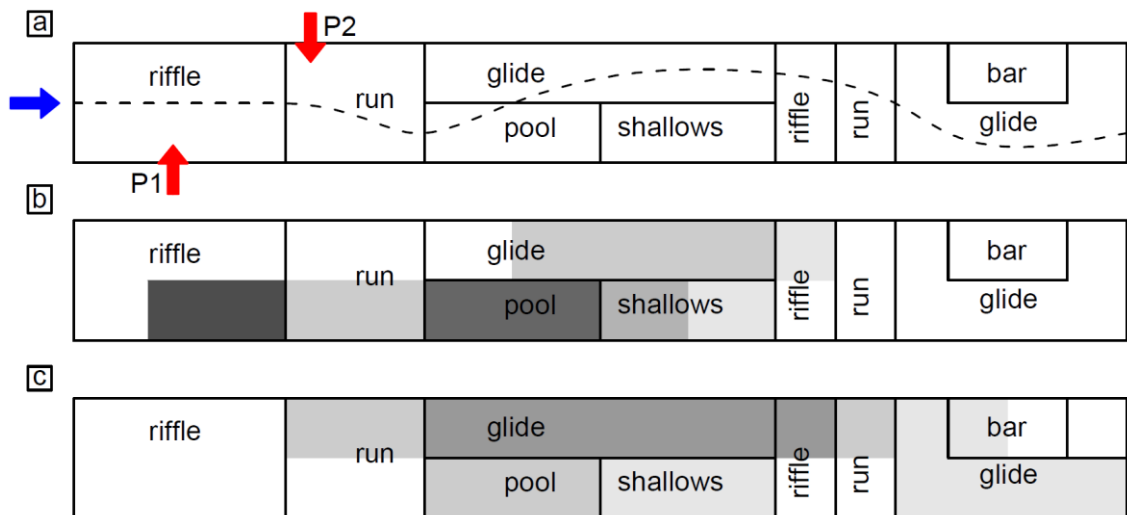 a
P2
riffle
glide
bar
run
pool
shallows
riffle
run
glide
P1
b
riffle
glide
bar
run
pool
shallows
riffle
run
glide
c
riffle
glide
bar
run
pool
shallows
riffle
run
glide